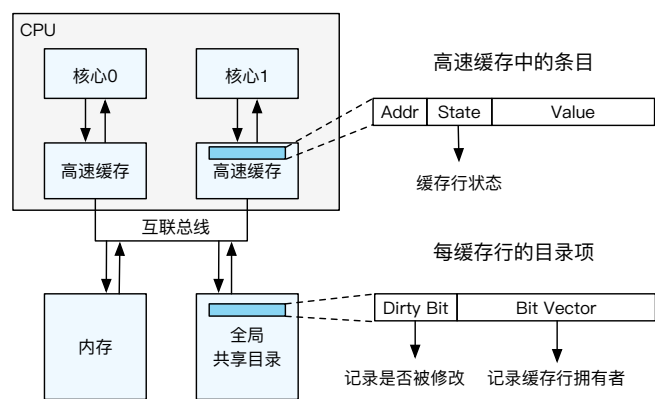 CPU
核心0
核心1
高速缓存中的条目
Addr
State
Value
高速缓存
高速缓存
缓存行状态
互联总线
每缓存行的目录项
Dirty Bit
Bit Vector
内存
全局
共享目录
记录是否被修改
记录缓存行拥有者